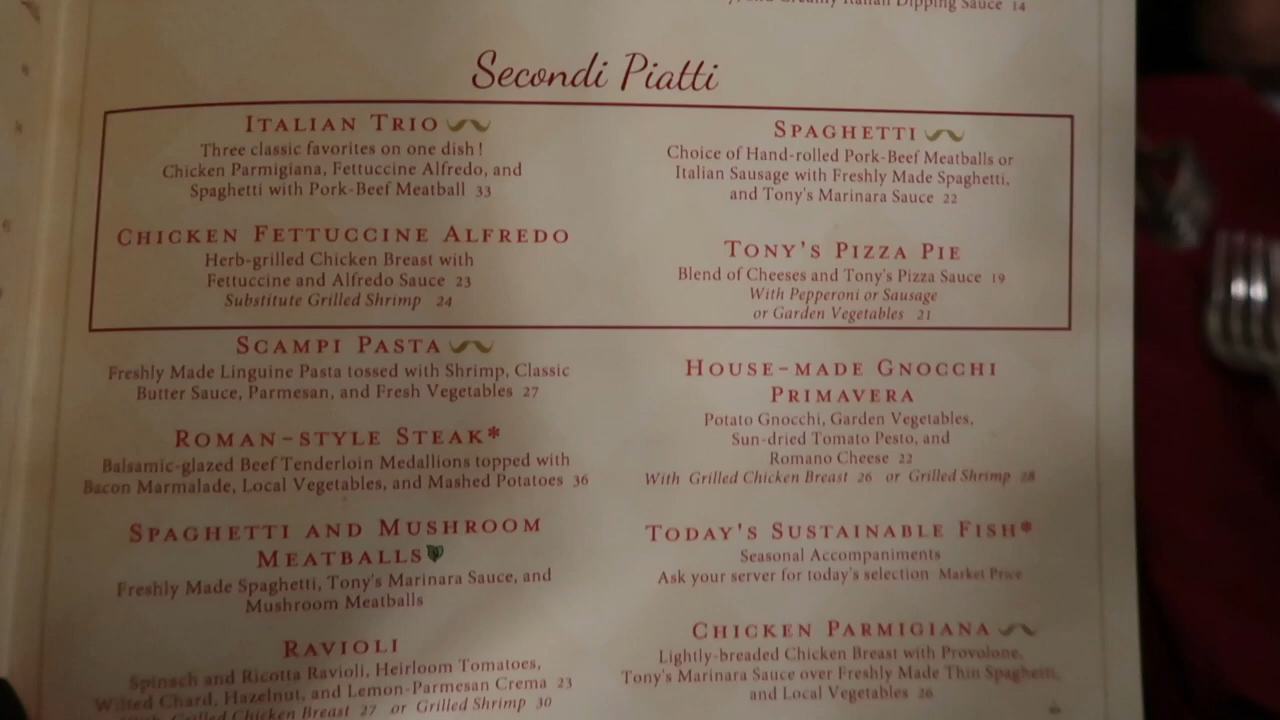 Creamy Italian Dipping Sauce 14
Secondi Piatti
ITALIAN TRIO
Three classic favorites on one dish!
Chicken Parmigiana, Fettuccine Alfredo, and
Spaghetti with Pork-Beef Meatball 33
CHICKEN FETTUCCINE ALFREDO
Herb-grilled Chicken Breast with
Fettuccine and Alfredo Sauce 23
Substitute Grilled Shrimp 24
SPAGHETTI
Choice of Hand-rolled Pork-Beef Meatballs or
Italian Sausage with Freshly Made Spaghetti,
and Tony's Marinara Sauce 22
TONY'S PIZZA PIE
Blend of Cheeses and Tony's Pizza Sauce 19
With Pepperoni or Sausage
or Garden Vegetables 21
SCAMPI PASTA
Freshly Made Linguine Pasta tossed with Shrimp, Classic
Butter Sauce, Parmesan, and Fresh Vegetables 27
ROMAN-STYLE STEAK*
Balsamic-glazed Beef Tenderloin Medallions topped with
Bacon Marmalade, Local Vegetables, and Mashed Potatoes 36
SPAGHETTI AND MUSHROOM
MEATBALLS
Freshly Made Spaghetti, Tony's Marinara Sauce, and
Mushroom Meatballs
RAVIOLI
Spinach and Ricotta Ravioli, Heirloom Tomatoes,
Wilted Chard, Hazelnut, and Lemon-Parmesan Crema 23
With Grilled Chicken Breast 27 or Grilled Shrimp 30
HOUSE-MADE GNOCCHI
PRIMAVERA
Potato Gnocchi, Garden Vegetables,
Sun-dried Tomato Pesto, and
Romano Cheese 22
With Grilled Chicken Breast 26 or Grilled Shrimp 28
TODAY'S SUSTAINABLE FISH*
Seasonal Accompaniments
Ask your server for today's selection Market Price
CHICKEN PARMIGIANA
Lightly-breaded Chicken Breast with Provolone,
Tony's Marinara Sauce over Freshly Made Thin Spaghetti,
and Local Vegetables 26